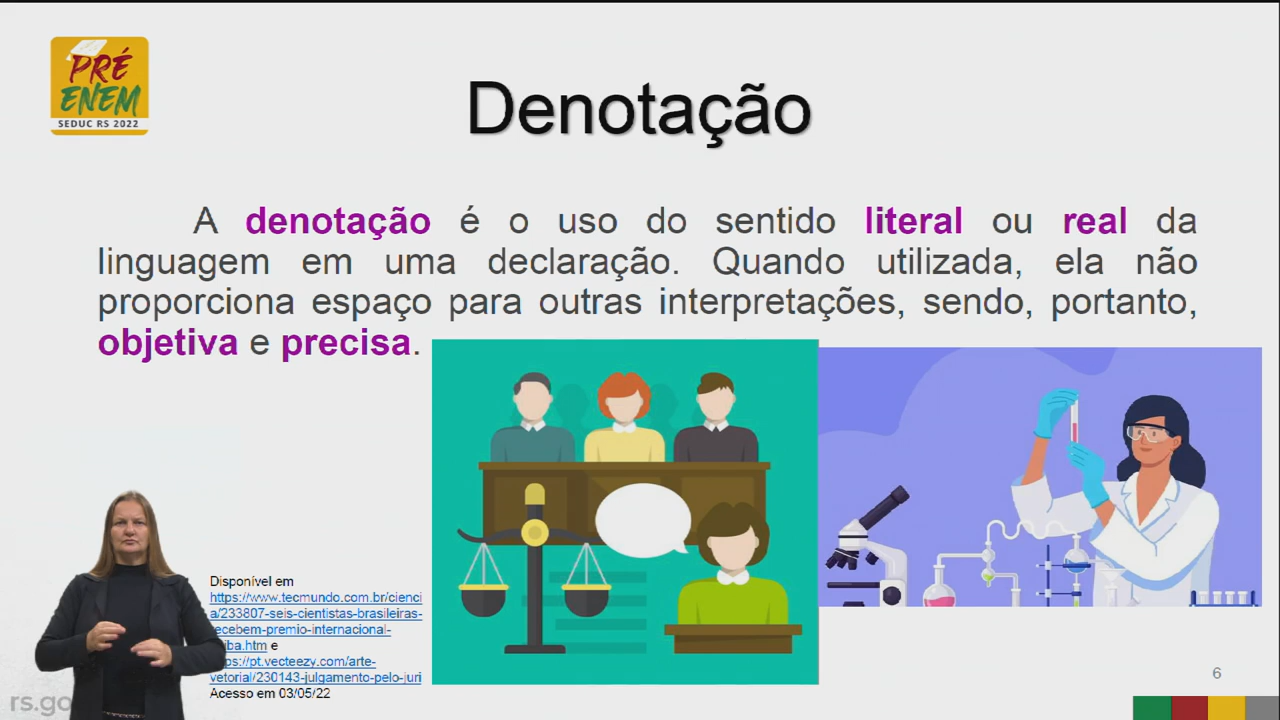 PRÉ
ENEM
SEDUC RS 2022
Denotação
A denotação é o uso do sentido literal ou real da
linguagem em uma declaração. Quando utilizada, ela não
proporciona espaço para outras interpretações, sendo, portanto,
objetiva e precisa.
Disponível em
https://www.tecmundo.com.br/cienci
a/233807-seis-cientistas-brasileiras-
recebem-premio-internacional-
iba.htm e
https://pt.vecteezy.com/arte-
vetorial/230143-julgamento-pelo-juri
Acesso em 03/05/22
6
rs.go